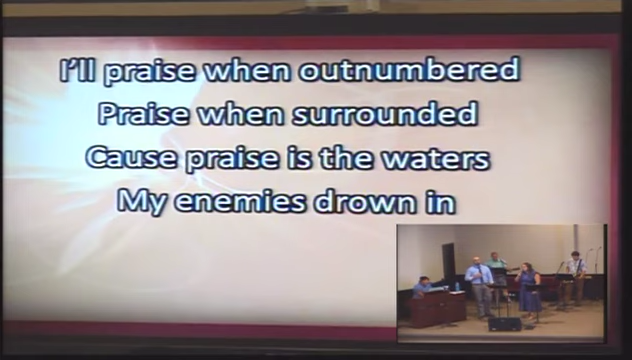 I'll praise when outnumbered
Praise when surrounded
Cause praise is the waters
My enemies drown in